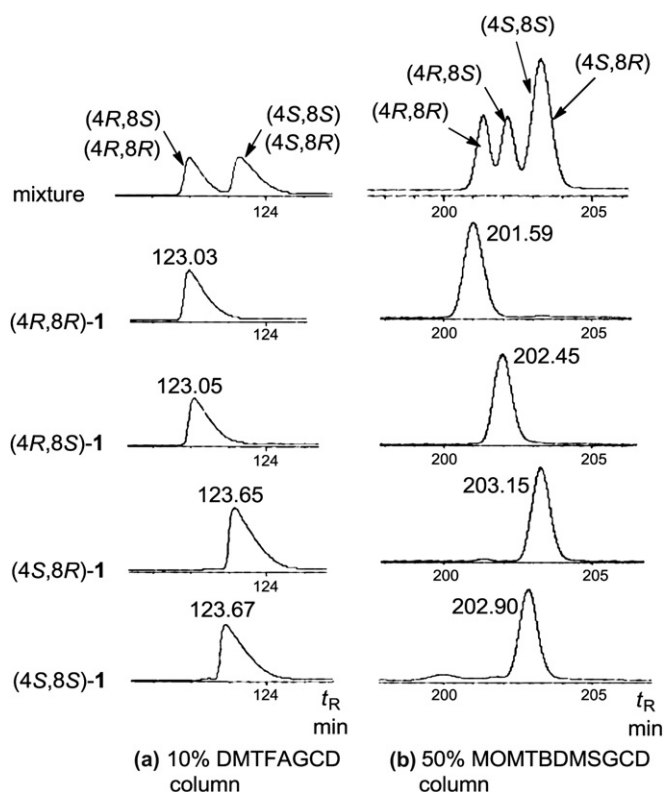 (4S,8S)
(4R,8S)
(4S,8R)
(4R,8R)
(4R,8S)
(4R,8R)
(4S,8S)
(4S,8R)
mixture
124
200
205
123.03
201.59
(4R,8R)-1
124
200
205
123.05
202.45
(4R,8S)-1
124
200
205
123.65
203.15
(4S,8R)-1
124
200
205
123.67
202.90
(4S,8S)-1
124
tR
min
200
205
tR
min
(a) 10% DMTFAGCD
column
(b) 50% MOMTBDMSGCD
column